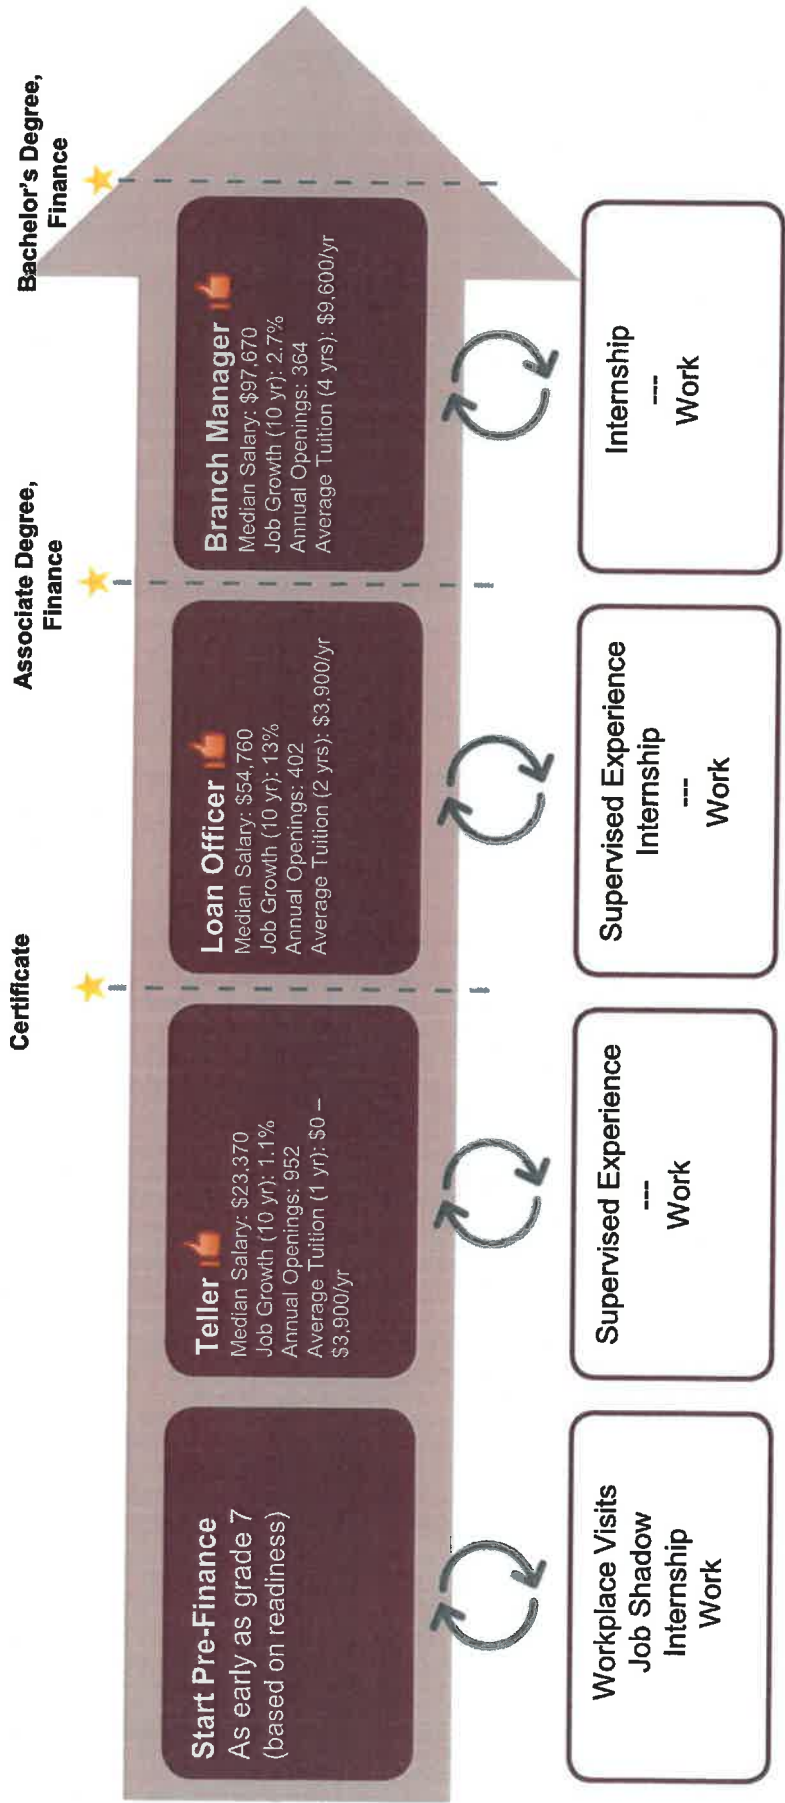 Certificate
Associate Degree,
Finance
Bachelor's Degree,
Finance
Start Pre-Finance
As early as grade 7
(based on readiness)
Teller
Median Salary: $23,370
Job Growth (10 yr): 1.1%
Annual Openings: 952
Average Tuition (1 yr): $0 –
$3,900/yr
Loan Officer
Median Salary: $54,760
Job Growth (10 yr): 13%
Annual Openings: 402
Average Tuition (2 yrs): $3,900/yr
Branch Manager
Median Salary: $97,670
Job Growth (10 yr): 2.7%
Annual Openings: 364
Average Tuition (4 yrs): $9,600/yr
Workplace Visits
Job Shadow
Internship
Work
Supervised Experience
---
Work
Supervised Experience
Internship
---
Work
Internship
---
Work